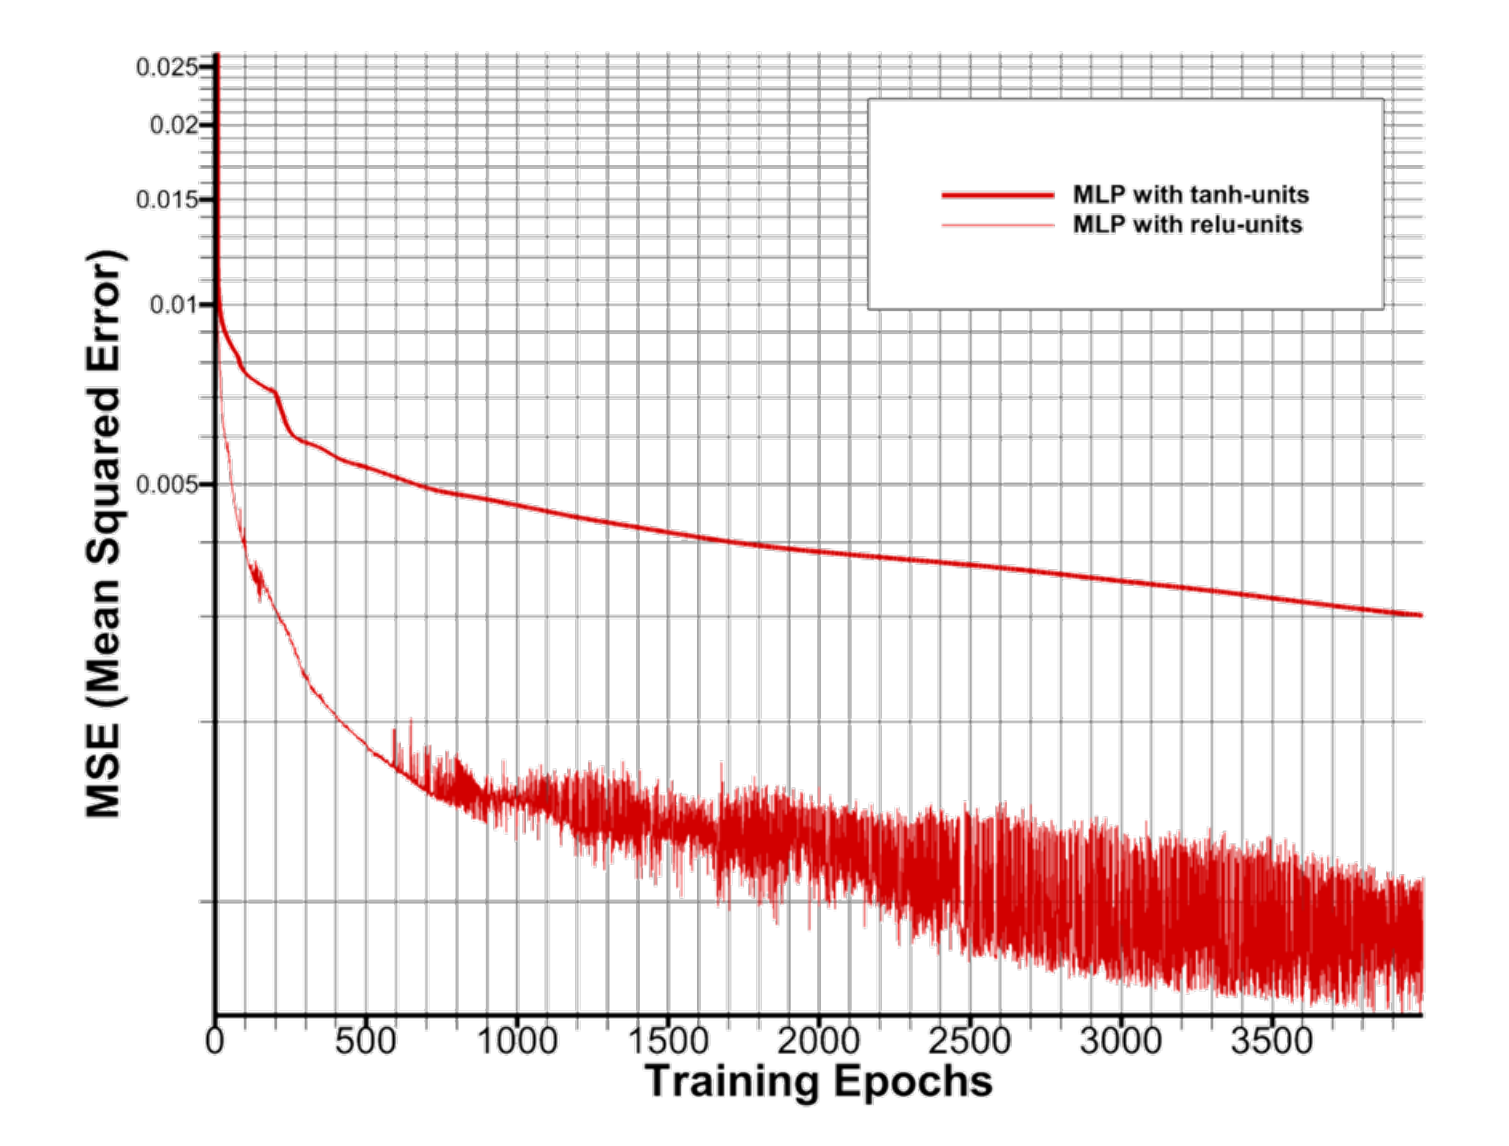 0.025
0.02
0.015
0.01
0.005
MSE (Mean Squared Error)
MLP with tanh-units
MLP with relu-units
0 500 1000 1500 2000 2500 3000 3500
Training Epochs